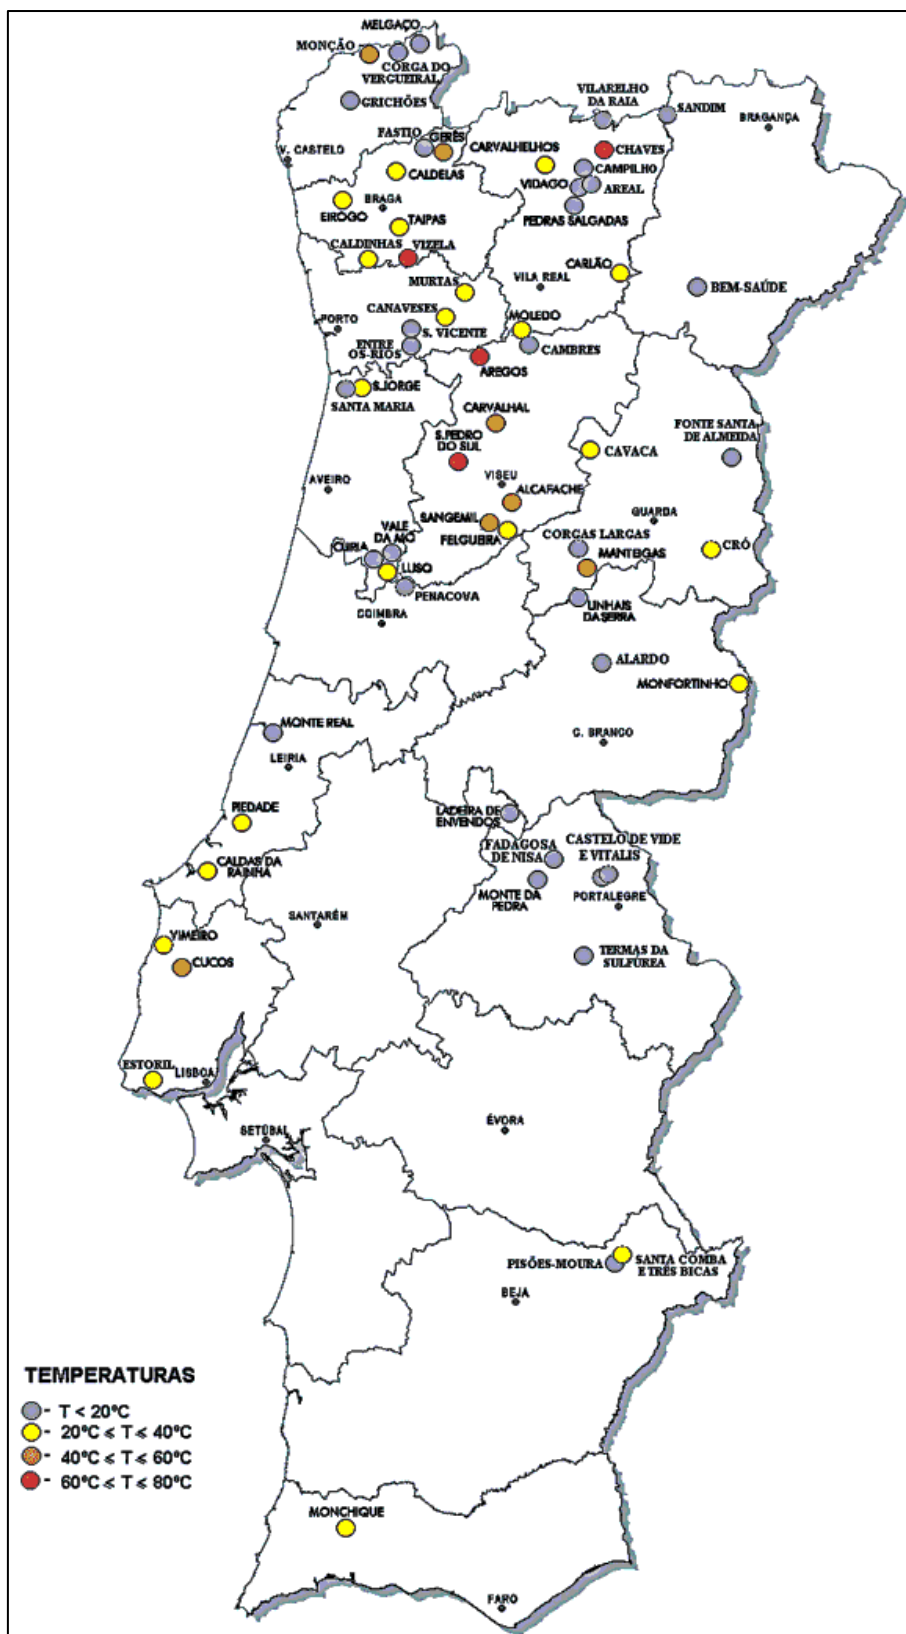 MELGAÇO
MONÇÃO
CORGA DO
VERGUEIRAL
GRICHÕES
VILARELHO
DA RAIA
SANDIM
BRAGANÇA
FASTIO
GERÊS
V. CASTELO
CARVALHELHOS
CHAVES
CAMPILHO
CALDELAS
VIDAGO
AREAL
BRAGA
EIROGO
PEDRAS SALGADAS
TAIPAS
CALDINHAS
VIZELA
CARLÃO
MURTAS
VILA REAL
BEM-SAÚDE
CANAVESES
MOLEDO
PORTO
S. VICENTE
ENTRE
OS-RIOS
CAMBRES
AREGOS
S.JORGE
SANTA MARIA
CARVALHAL
FONTE SANTA
DE ALMEIDA
S.PEDRO
DO SUL
CAVACA
VISEU
AVEIRO
ALCAFACHE
SANGEMIL
GUARDA
FELGUEIRA
VALE
DA MÓ
CORGAS LARGAS
CRÓ
CURIA
MANTEIGAS
LUSO
PENACOVA
UNHAIS
DA SERRA
COIMBRA
ALARDO
MONFORTINHO
MONTE REAL
C. BRANCO
LEIRIA
PIEDADE
LADEIRA DE
ENVENDOS
FADAGOSA
DE NISA
CASTELO DE VIDE
E VITALIS
CALDAS DA
RAINHA
MONTE DA
PEDRA
PORTALEGRE
SANTARÉM
VIMEIRO
TERMAS DA
SULFÚREA
CUCOS
ESTORIL
LISBOA
ÉVORA
SETÚBAL
PISÕES-MOURA
SANTA COMBA
E TRÊS BICAS
BEJA
TEMPERATURAS
- T < 20ºC
- 20ºC ⩽ T ⩽ 40ºC
- 40ºC ⩽ T ⩽ 60ºC
- 60ºC ⩽ T ⩽ 80ºC
MONCHIQUE
FARO